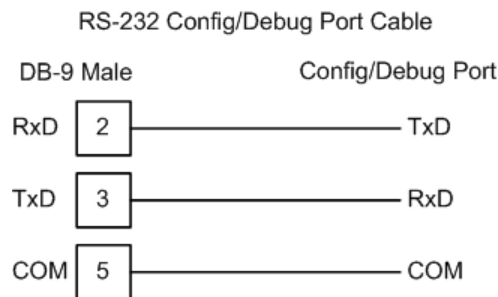 RS-232 Config/Debug Port Cable
DB-9 Male Config/Debug Port
RxD 2 TxD
TxD 3 RxD
COM 5 COM